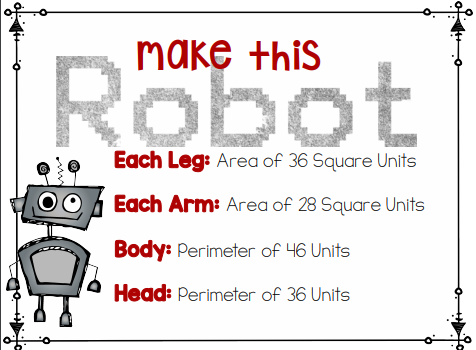 make this
Robot
Each Leg: Area of 36 Square Units
Each Arm: Area of 28 Square Units
Body: Perimeter of 46 Units
Head: Perimeter of 36 Units